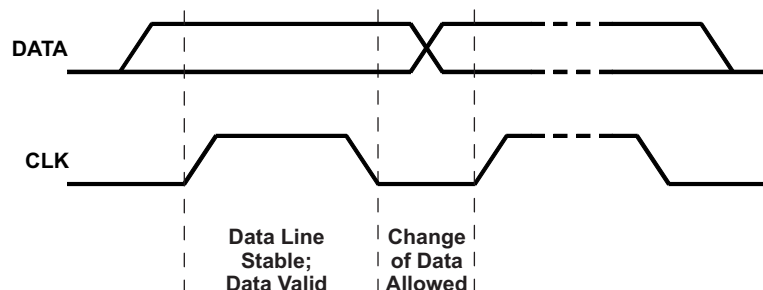 DATA
CLK
Data Line
Stable;
Data Valid
Change
of Data
Allowed